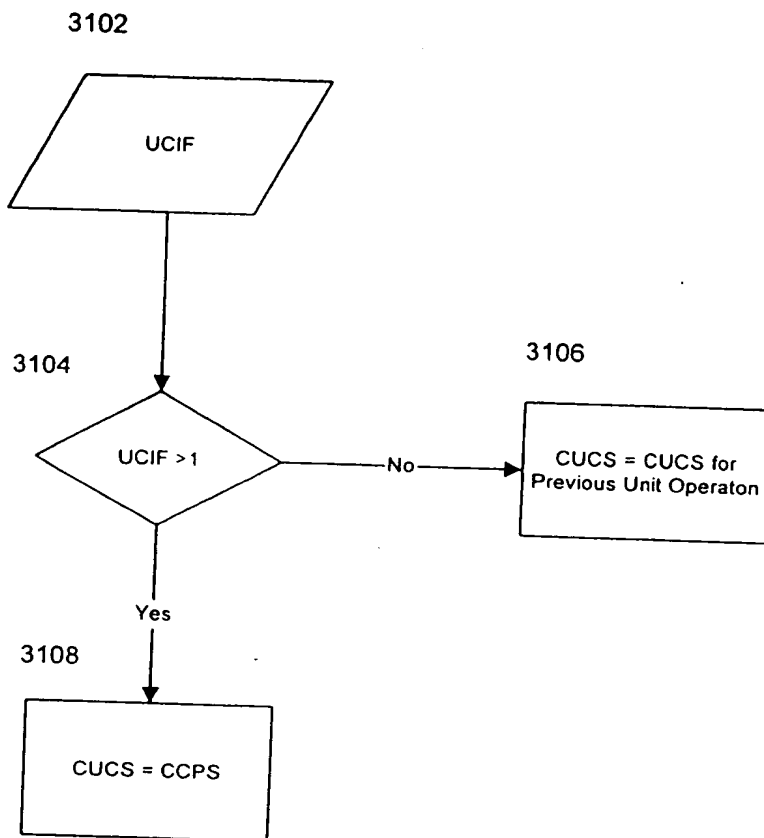 3102
UCIF
3104
UCIF >1
No
3106
CUCS = CUCS for
Previous Unit Operaton
Yes
3108
CUCS = CCPS